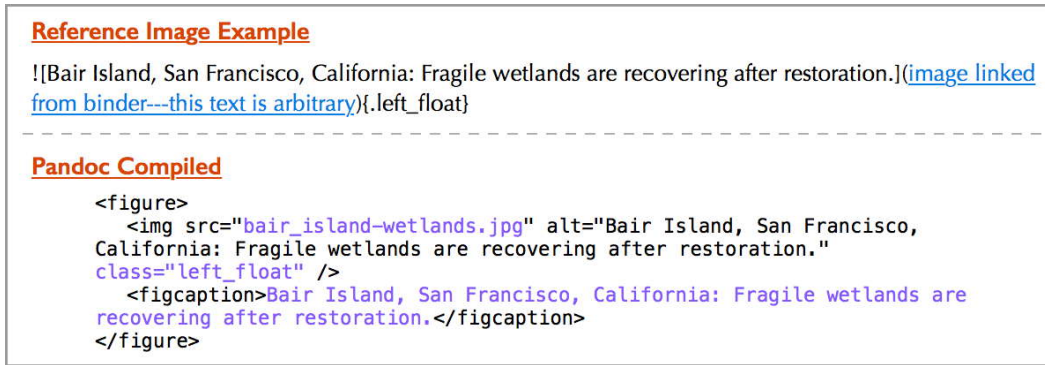 Reference Image Example
![Bair Island, San Francisco, California: Fragile wetlands are recovering after restoration.](image linked
from binder---this text is arbitrary){.left_float}
Pandoc Compiled
<figure>
<img src="bair_island-wetlands.jpg" alt="Bair Island, San Francisco,
California: Fragile wetlands are recovering after restoration."
class="left_float" />
<figcaption>Bair Island, San Francisco, California: Fragile wetlands are
recovering after restoration.</figcaption>
</figure>